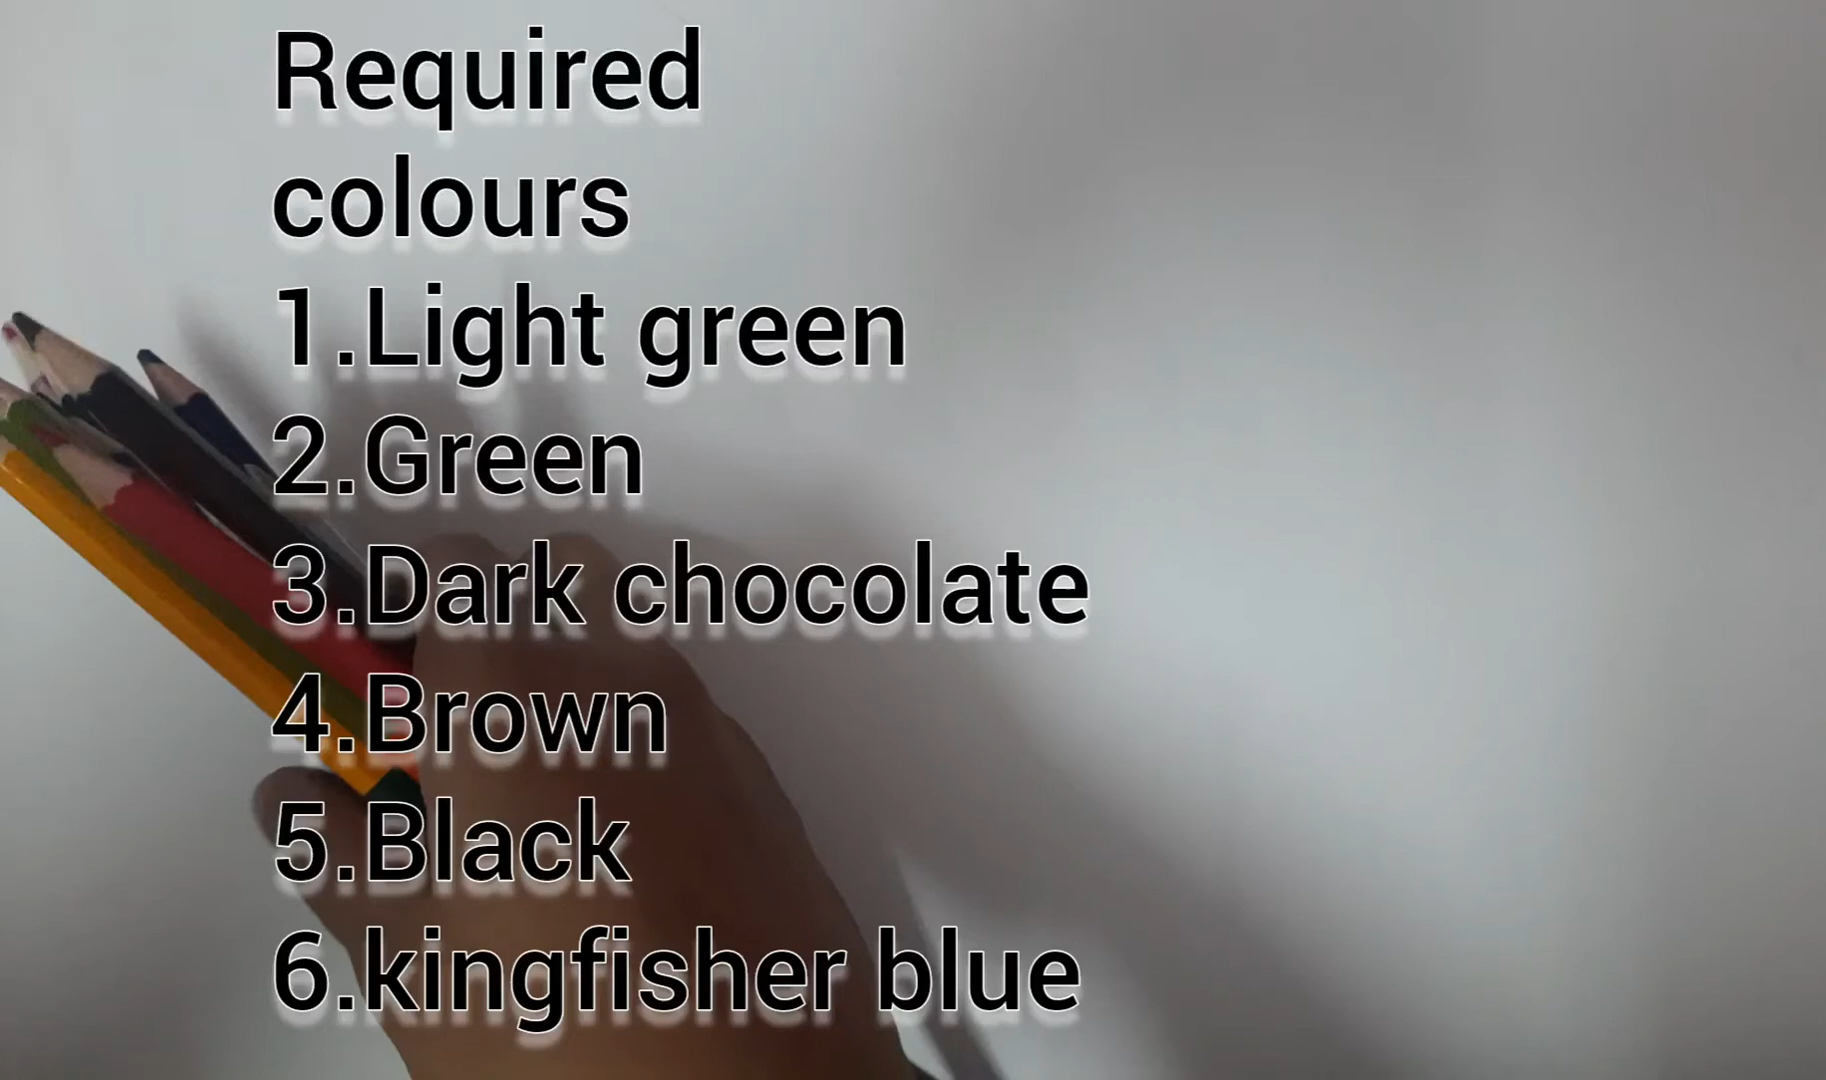 Required
colours
1.Light green
2.Green
3.Dark chocolate
4.Brown
5.Black
6.kingfisher blue